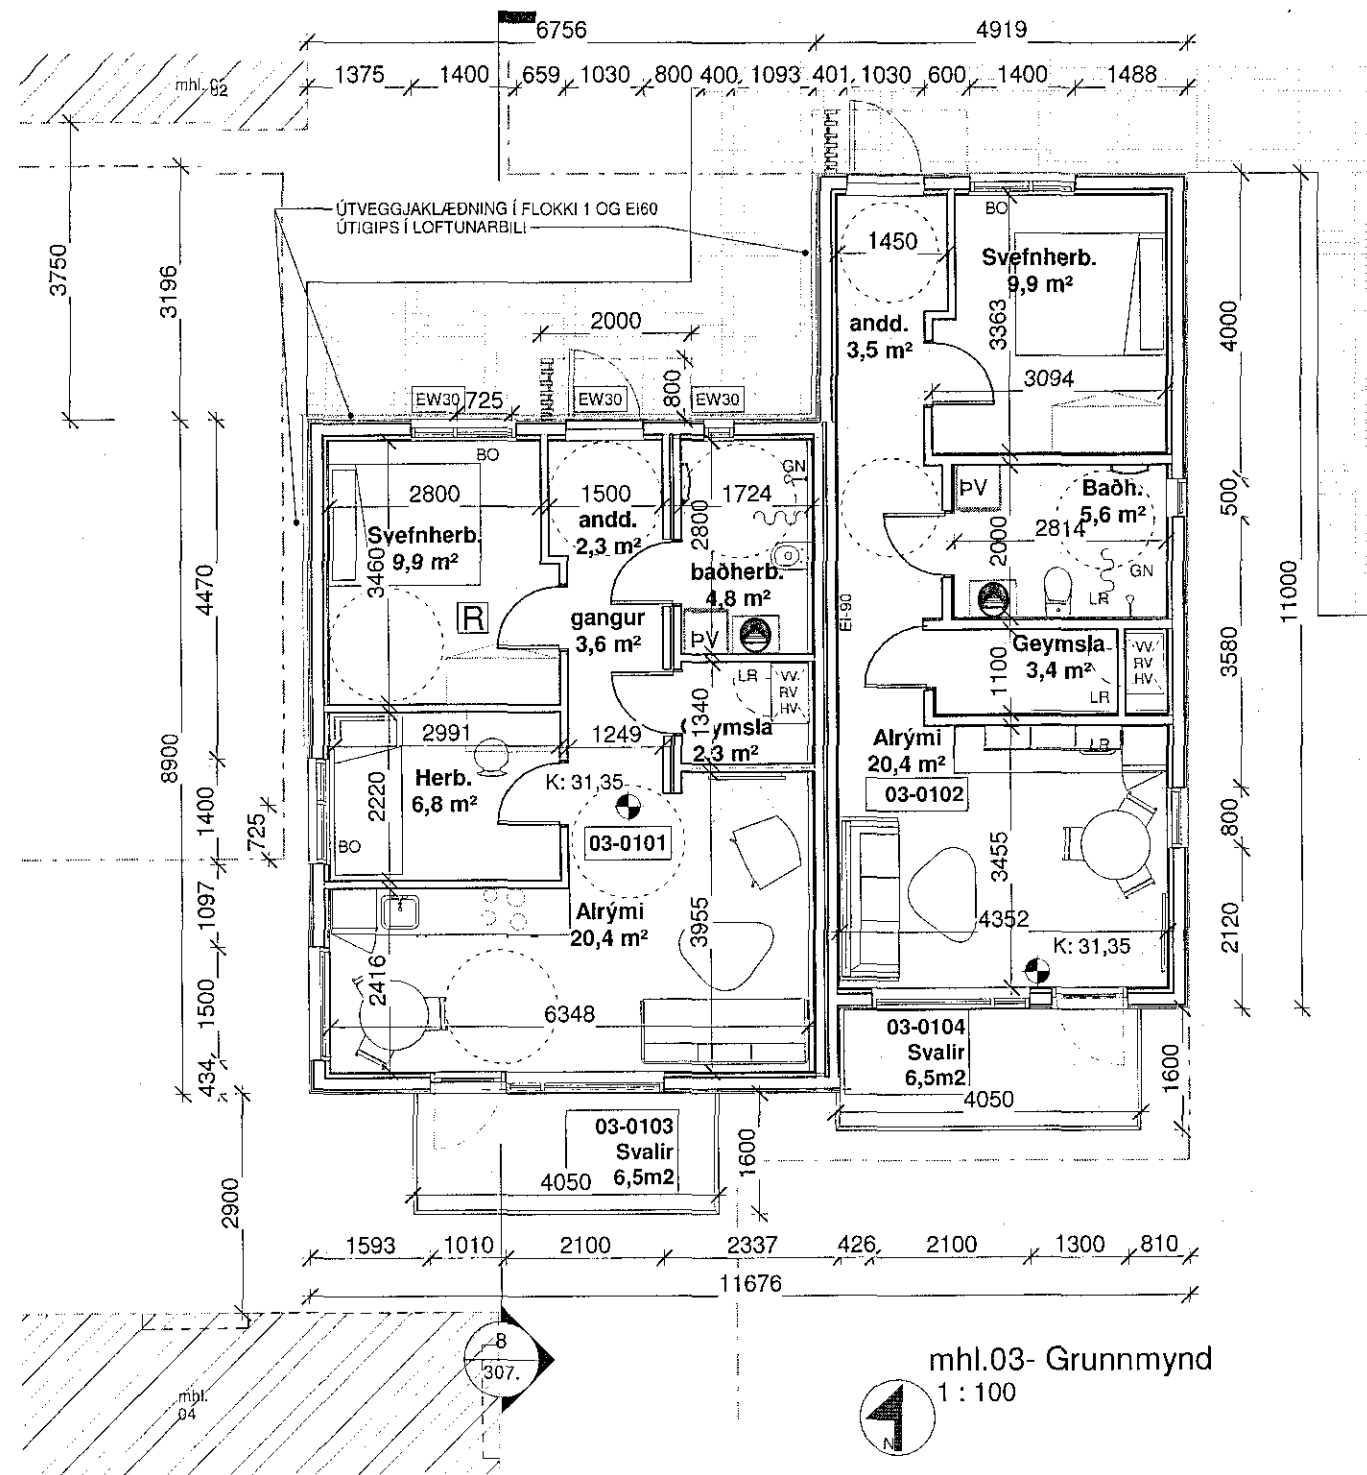 6756 4919
1375 1400 659 1030 800 400 1093 401 1030 600 1400 1488
mhl. 02
3750
3196
ÚTVEGGJAKLÆÐNING Í FLOKKI 1 OG EI60
ÚTIGIPS Í LOFTUNARBILI
2000
800
EW30 725 EW30 EW30
BO
1450
andd.
3,5 m²
BO
Svefnherb.
9,9 m²
3363
3094
4000
500
3580
800
2120
11000
2800
Svefnherb.
9,9 m²
3460
R
1500
andd.
2,3 m²
gangur
3,6 m²
1724
GN
2800
baðherb.
4,8 m²
ÞV
ÞV
Baðh.
5,6 m²
2814
2000
GN
LR
EI-90
Geymsla
3,4 m²
1100
LR
VV.
RV
HV
4470
8900
1400
725
1097
1500
434
2900
2991
Herb.
6,8 m²
2220
BO
1249
K: 31,35
03-0101
LR
VV.
RV
HV
1340
ymsla
2,3 m²
Alrými
20,4 m²
03-0102
LR
3455
4352
K: 31,35
Alrými
20,4 m²
3955
2416
6348
03-0104
Svalir
6,5m2
4050
1600
03-0103
Svalir
6,5m2
4050
1600
1593 1010 2100 2337 426 2100 1300 810
11676
B
307.
mhl.
04
mhl.03- Grunnmynd
1 : 100
N